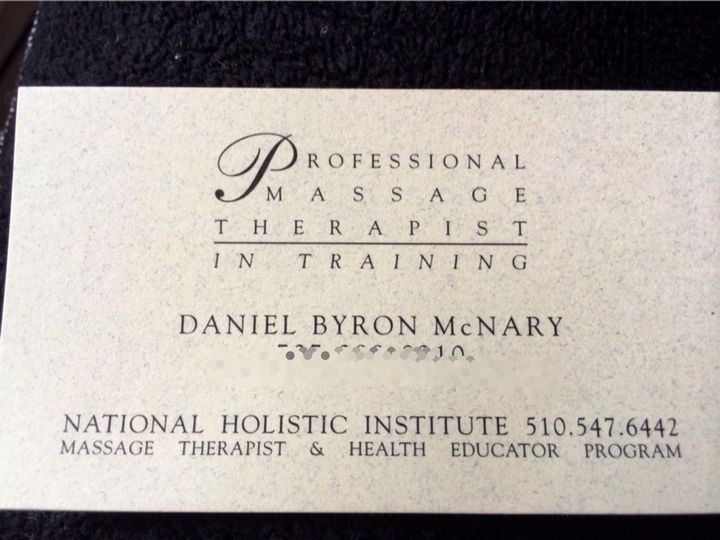 PROFESSIONAL
MASSAGE
THERAPIST
IN TRAINING
DANIEL BYRON McNARY
NATIONAL HOLISTIC INSTITUTE 510.547.6442
MASSAGE THERAPIST & HEALTH EDUCATOR PROGRAM